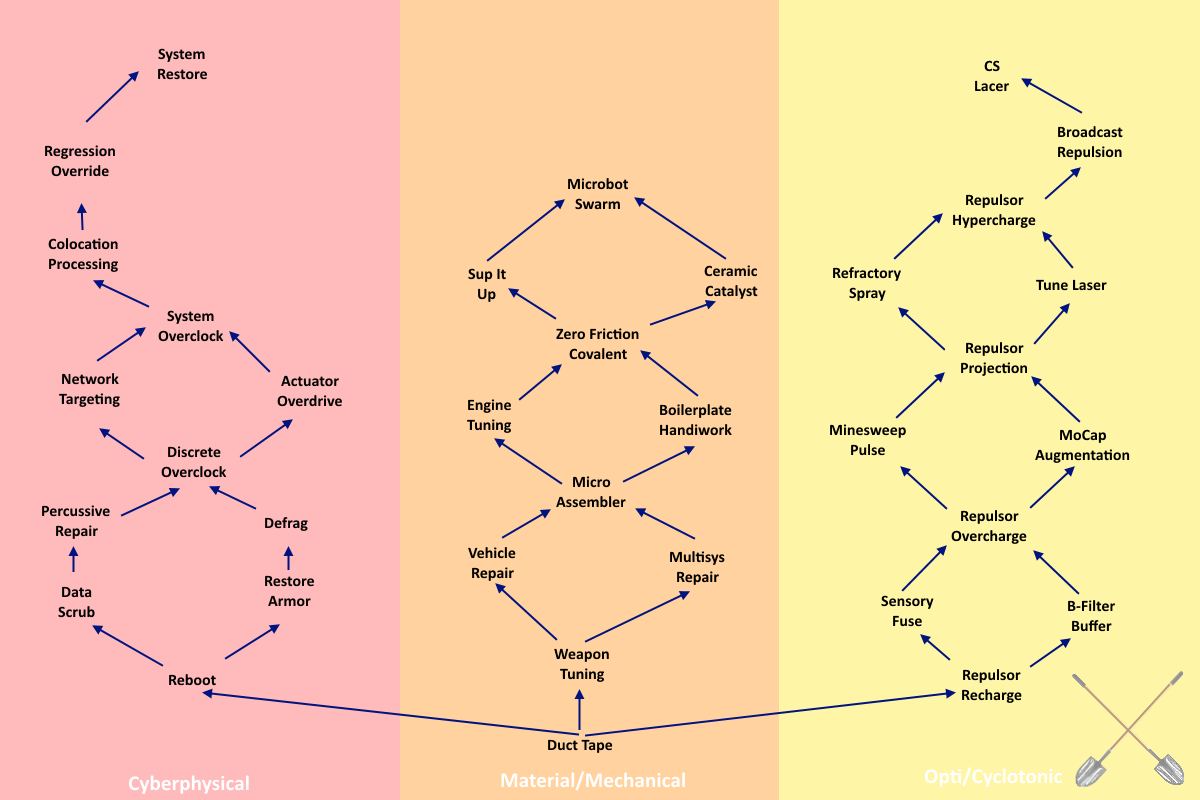 System
Restore
Regression
Override
Colocation
Processing
System
Overclock
Network
Targeting
Actuator
Overdrive
Discrete
Overclock
Percussive
Repair
Defrag
Data
Scrub
Restore
Armor
Reboot
Cyberphysical
Microbot
Swarm
Sup It
Up
Ceramic
Catalyst
Zero Friction
Covalent
Engine
Tuning
Boilerplate
Handiwork
Micro
Assembler
Vehicle
Repair
Multisys
Repair
Weapon
Tuning
Duct Tape
Material/Mechanical
CS
Lacer
Broadcast
Repulsion
Repulsor
Hypercharge
Refractory
Spray
Tune Laser
Repulsor
Projection
Minesweep
Pulse
MoCap
Augmentation
Repulsor
Overcharge
Sensory
Fuse
B-Filter
Buffer
Repulsor
Recharge
Opti/Cyclotonic